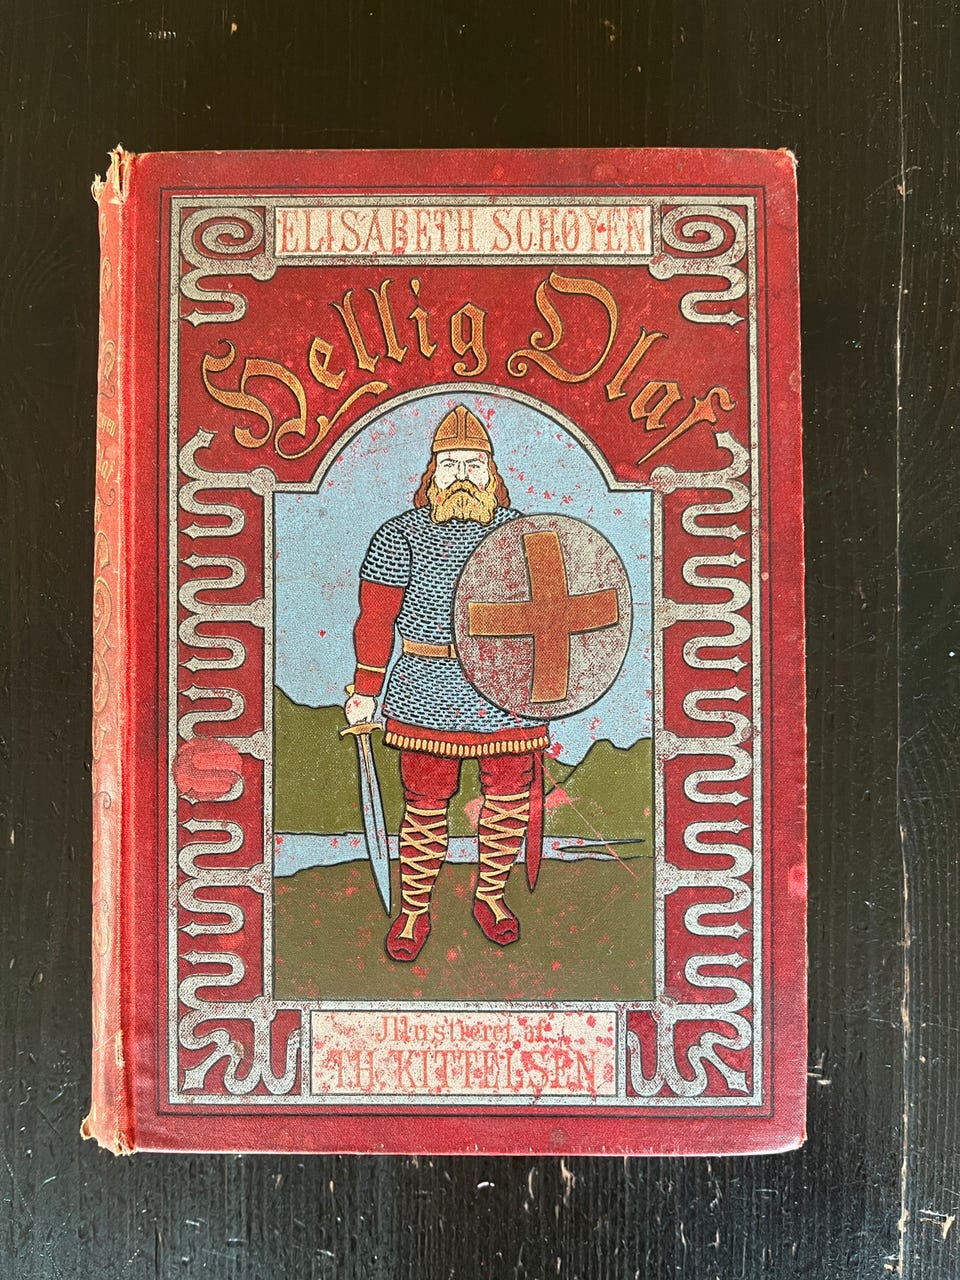 ELISABETH SCHØYEN
Hellig Olaf
Illustreret af
TH. KITTELSEN